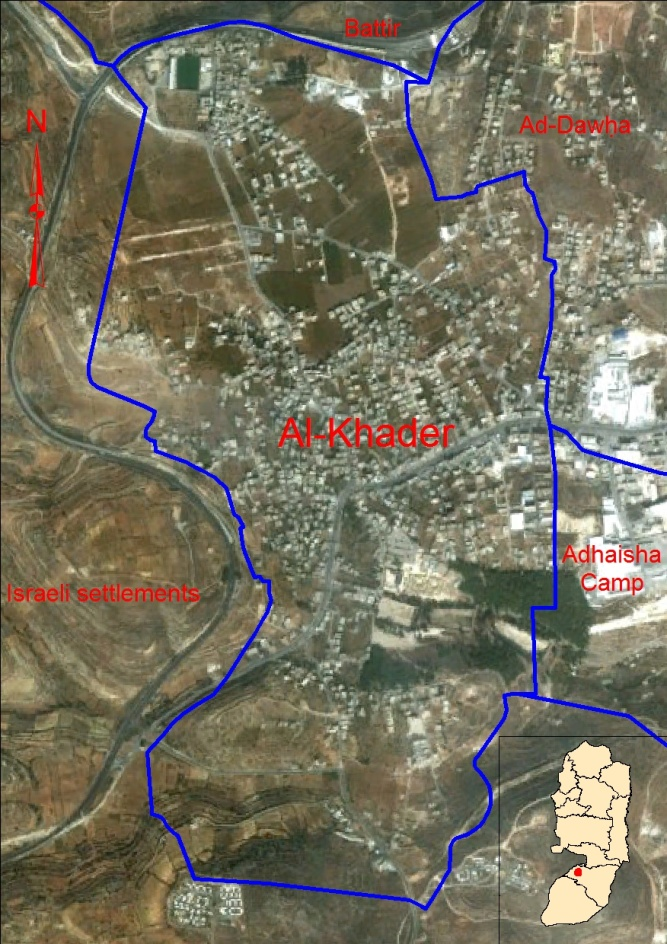 Battir
N
Ad-Dawha
Al-Khader
Adhaisha
Camp
Israeli settlements